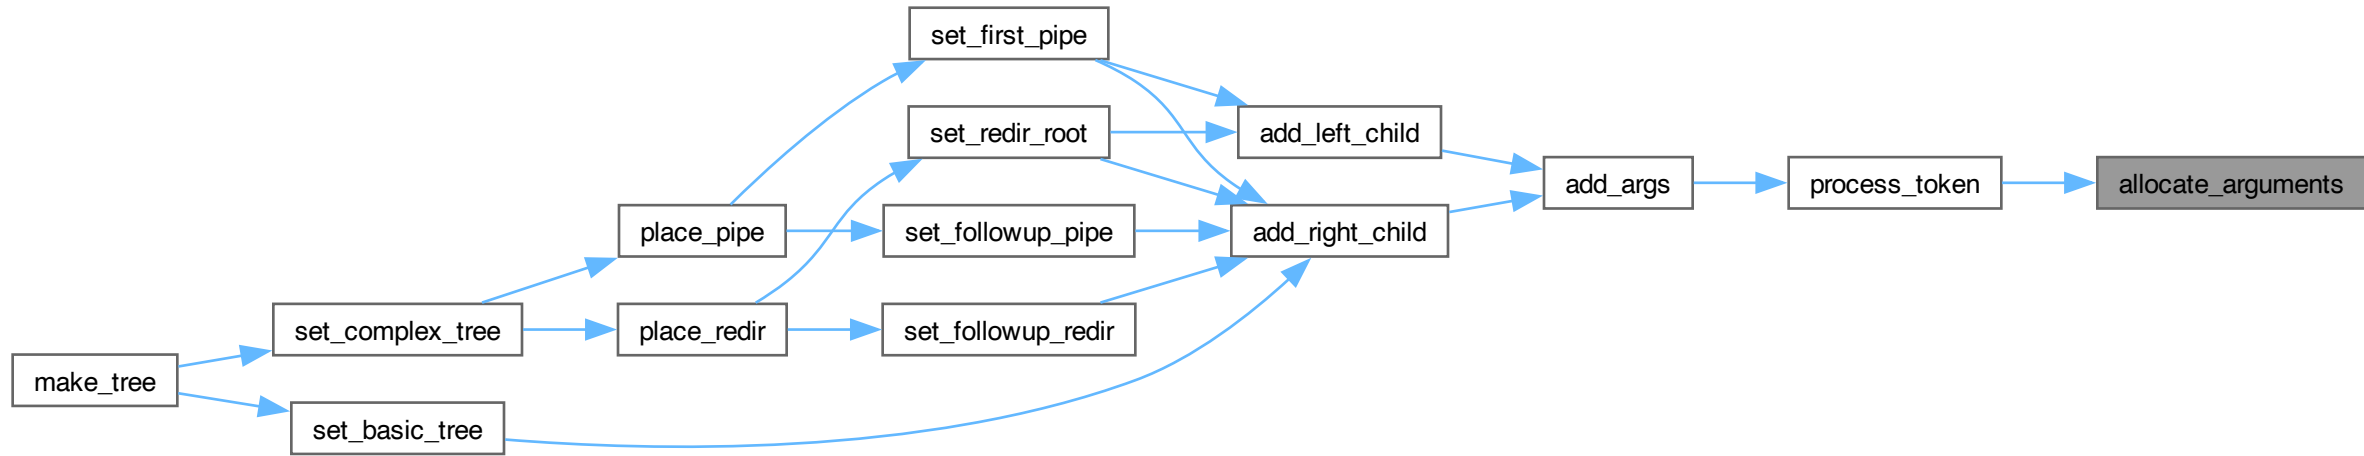 set_first_pipe
set_redir_root
add_left_child
add_args
process_token
allocate_arguments
place_pipe
set_followup_pipe
add_right_child
set_complex_tree
place_redir
set_followup_redir
make_tree
set_basic_tree